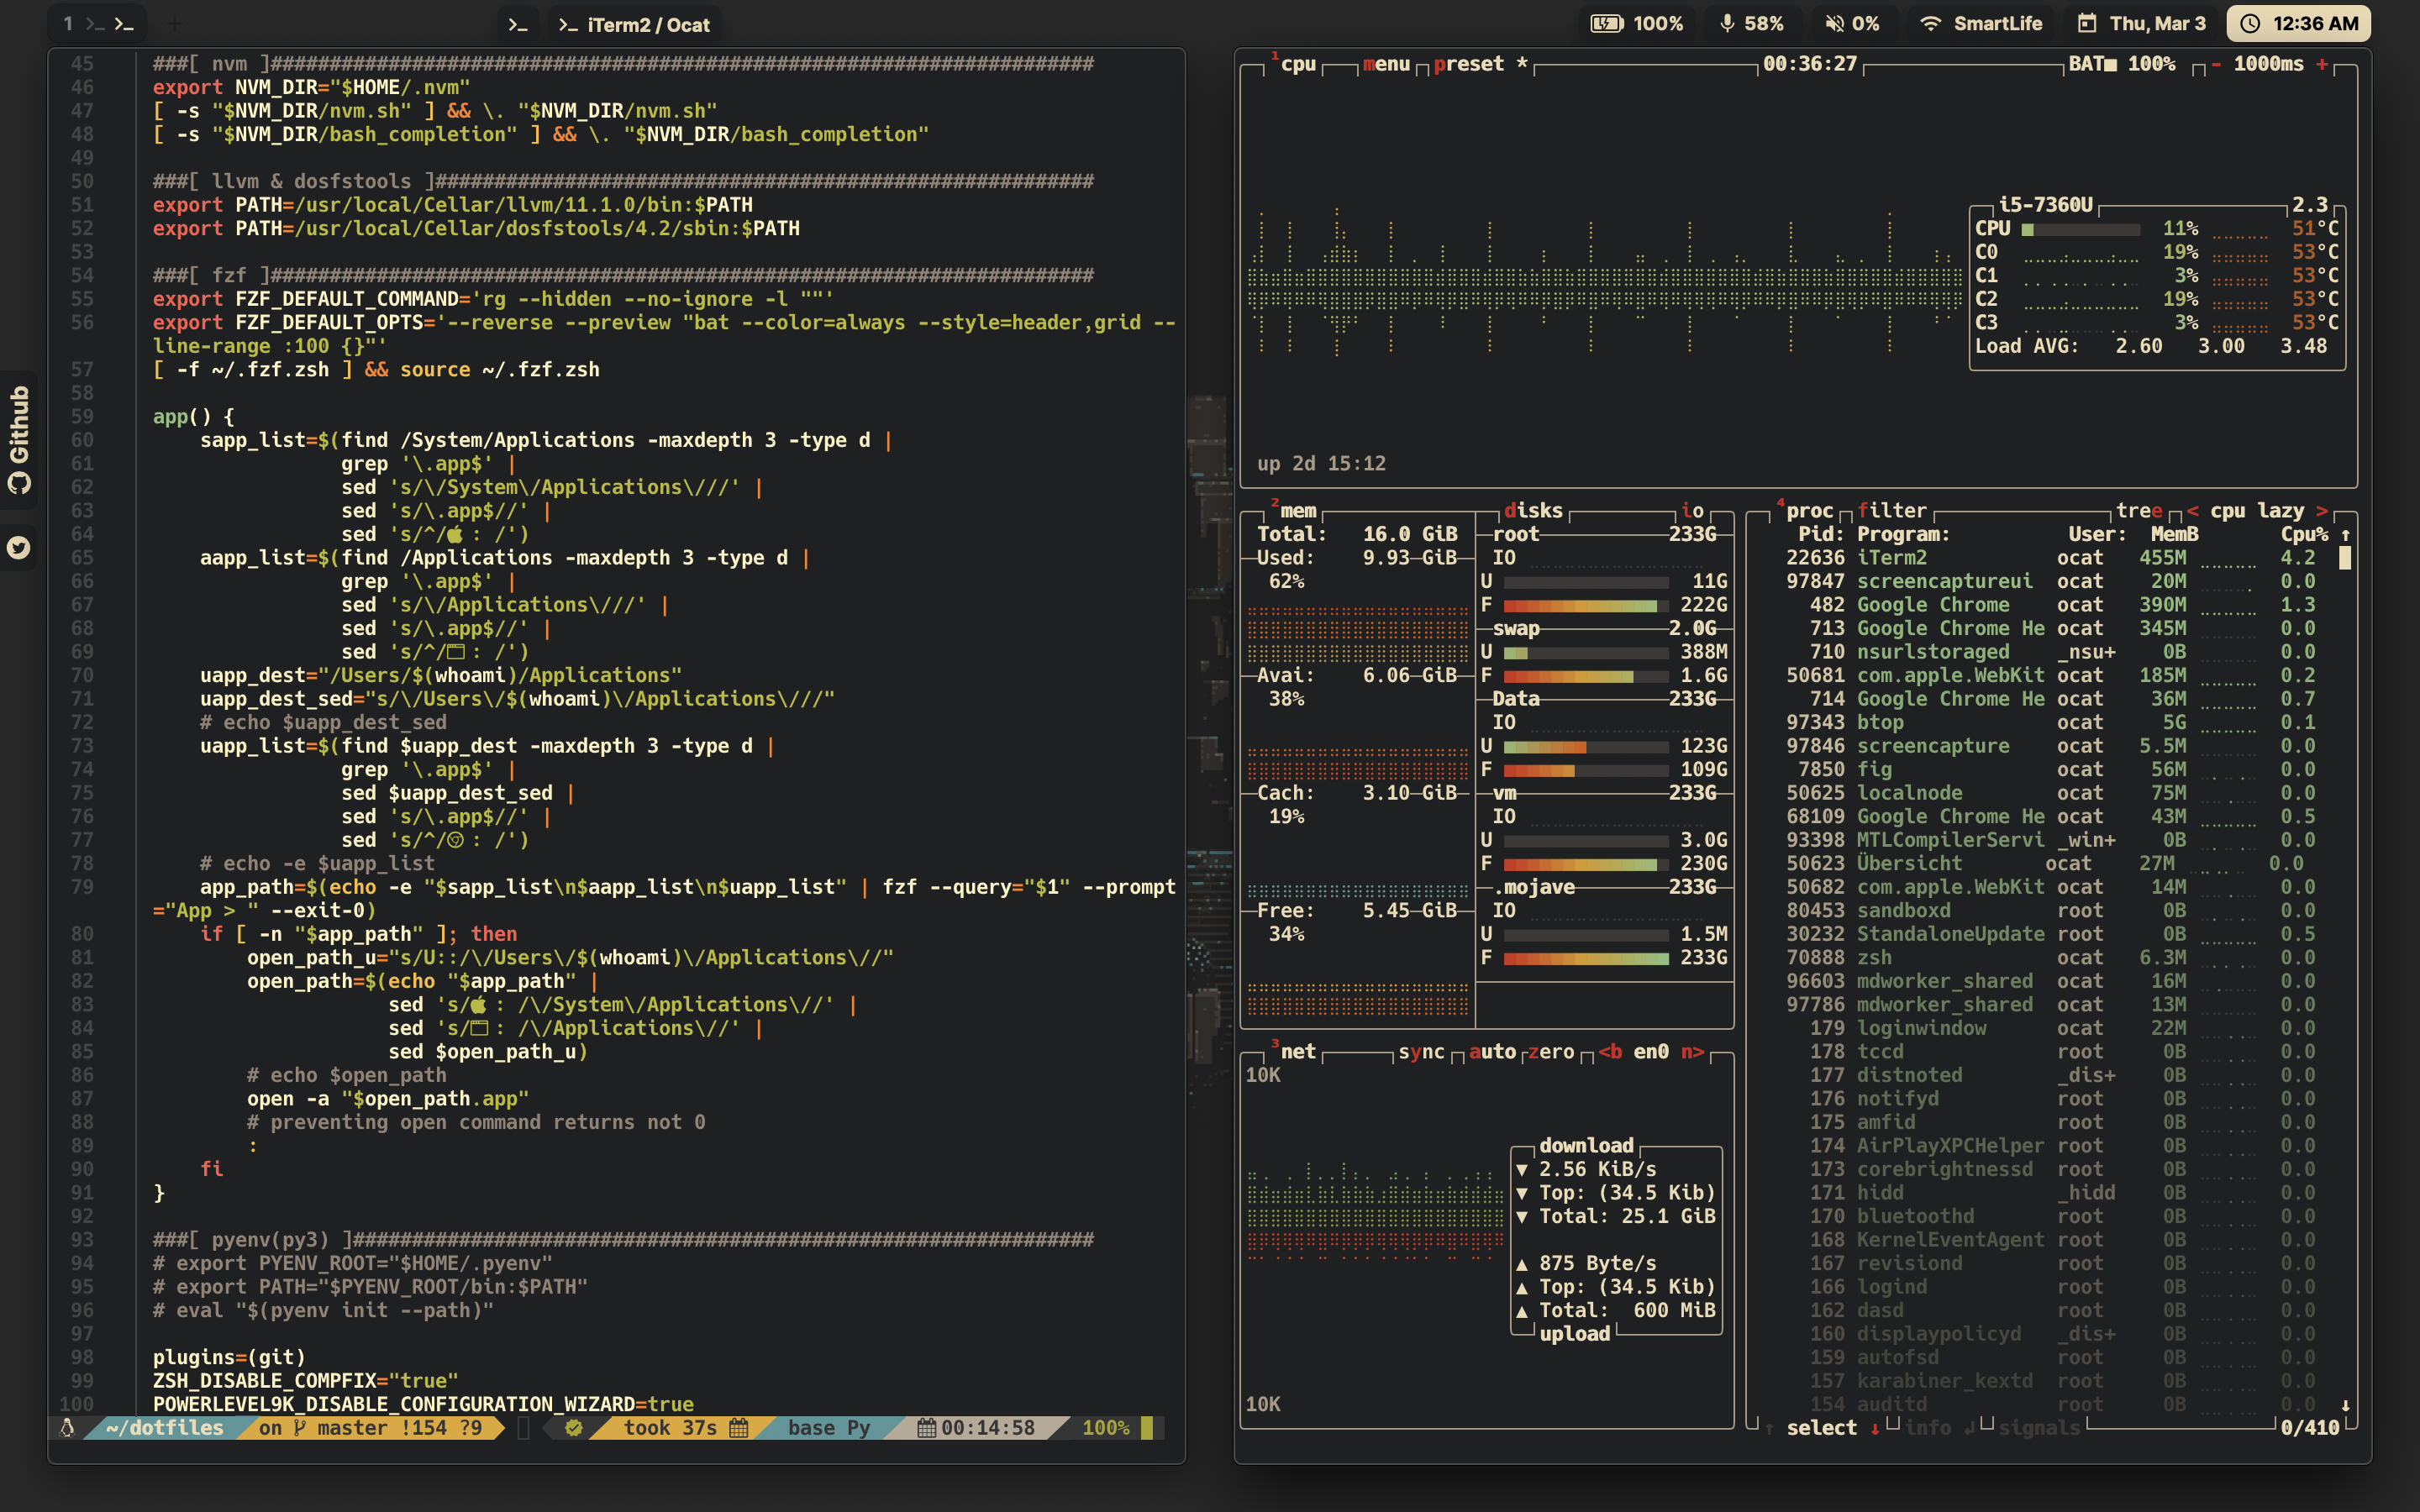 1
iTerm2 / Ocat
100%
58%
0%
SmartLife
Thu, Mar 3
12:36 AM
Github
45 ###[ nvm ]######################################################################
46 export NVM_DIR="$HOME/.nvm"
47 [ -s "$NVM_DIR/nvm.sh" ] && \. "$NVM_DIR/nvm.sh"
48 [ -s "$NVM_DIR/bash_completion" ] && \. "$NVM_DIR/bash_completion"
49
50 ###[ llvm & dosfstools ]########################################################
51 export PATH=/usr/local/Cellar/llvm/11.1.0/bin:$PATH
52 export PATH=/usr/local/Cellar/dosfstools/4.2/sbin:$PATH
53
54 ###[ fzf ]######################################################################
55 export FZF_DEFAULT_COMMAND='rg --hidden --no-ignore -l ""'
56 export FZF_DEFAULT_OPTS='--reverse --preview "bat --color=always --style=header,grid --
line-range :100 {}"'
57 [ -f ~/.fzf.zsh ] && source ~/.fzf.zsh
58
59 app() {
60 sapp_list=$(find /System/Applications -maxdepth 3 -type d |
61 grep '\.app$' |
62 sed 's/\/System\/Applications\///' |
63 sed 's/\.app$//' |
64 sed 's/^/ : /')
65 aapp_list=$(find /Applications -maxdepth 3 -type d |
66 grep '\.app$' |
67 sed 's/\/Applications\///' |
68 sed 's/\.app$//' |
69 sed 's/^/ : /')
70 uapp_dest="/Users/$(whoami)/Applications"
71 uapp_dest_sed="s/\/Users\/$(whoami)\/Applications\///"
72 # echo $uapp_dest_sed
73 uapp_list=$(find $uapp_dest -maxdepth 3 -type d |
74 grep '\.app$' |
75 sed $uapp_dest_sed |
76 sed 's/\.app$//' |
77 sed 's/^/ : /')
78 # echo -e $uapp_list
79 app_path=$(echo -e "$sapp_list\n$aapp_list\n$uapp_list" | fzf --query="$1" --prompt
="App > " --exit-0)
80 if [ -n "$app_path" ]; then
81 open_path_u="s/U::/\/Users\/$(whoami)\/Applications\//"
82 open_path=$(echo "$app_path" |
83 sed 's/ : /\/System\/Applications\//' |
84 sed 's/ : /\/Applications\//' |
85 sed $open_path_u)
86 # echo $open_path
87 open -a "$open_path.app"
88 # preventing open command returns not 0
89 :
90 fi
91 }
92
93 ###[ pyenv(py3) ]###############################################################
94 # export PYENV_ROOT="$HOME/.pyenv"
95 # export PATH="$PYENV_ROOT/bin:$PATH"
96 # eval "$(pyenv init --path)"
97
98 plugins=(git)
99 ZSH_DISABLE_COMPFIX="true"
100 POWERLEVEL9K_DISABLE_CONFIGURATION_WIZARD=true
~/dotfiles on master !154 ?9 took 37s base Py 00:14:58 100%
1cpu menu preset * 00:36:27 BAT■ 100% - 1000ms +
i5-7360U 2.3
CPU 11% 51°C
C0 19% 53°C
C1 3% 53°C
C2 19% 53°C
C3 3% 53°C
Load AVG: 2.60 3.00 3.48
up 2d 15:12
2mem disks io
Total: 16.0 GiB
Used: 9.93 GiB
62%
Avai: 6.06 GiB
38%
Cach: 3.10 GiB
19%
Free: 5.45 GiB
34%
root 233G
IO
U 11G
F 222G
swap 2.0G
U 388M
F 1.6G
Data 233G
IO
U 123G
F 109G
vm 233G
IO
U 3.0G
F 230G
.mojave 233G
IO
U 1.5M
F 233G
3net sync auto zero <b en0 n>
10K
download
▼ 2.56 KiB/s
▼ Top: (34.5 Kib)
▼ Total: 25.1 GiB
▲ 875 Byte/s
▲ Top: (34.5 Kib)
▲ Total: 600 MiB
upload
10K
4proc filter tree < cpu lazy >
Pid: Program: User: MemB Cpu% ↑
22636 iTerm2 ocat 455M 4.2
97847 screencaptureui ocat 20M 0.0
482 Google Chrome ocat 390M 1.3
713 Google Chrome He ocat 345M 0.0
710 nsurlstoraged _nsu+ 0B 0.0
50681 com.apple.WebKit ocat 185M 0.2
714 Google Chrome He ocat 36M 0.7
97343 btop ocat 5G 0.1
97846 screencapture ocat 5.5M 0.0
7850 fig ocat 56M 0.0
50625 localnode ocat 75M 0.0
68109 Google Chrome He ocat 43M 0.5
93398 MTLCompilerServi _win+ 0B 0.0
50623 Übersicht ocat 27M 0.0
50682 com.apple.WebKit ocat 14M 0.0
80453 sandboxd root 0B 0.0
30232 StandaloneUpdate root 0B 0.5
70888 zsh ocat 6.3M 0.0
96603 mdworker_shared ocat 16M 0.0
97786 mdworker_shared ocat 13M 0.0
179 loginwindow ocat 22M 0.0
178 tccd root 0B 0.0
177 distnoted _dis+ 0B 0.0
176 notifyd root 0B 0.0
175 amfid root 0B 0.0
174 AirPlayXPCHelper root 0B 0.0
173 corebrightnessd root 0B 0.0
171 hidd _hidd 0B 0.0
170 bluetoothd root 0B 0.0
168 KernelEventAgent root 0B 0.0
167 revisiond root 0B 0.0
166 logind root 0B 0.0
162 dasd root 0B 0.0
160 displaypolicyd _dis+ 0B 0.0
159 autofsd root 0B 0.0
157 karabiner_kextd root 0B 0.0
154 auditd root 0B 0.0 ↓
↑ select ↓ info ↲ signals 0/410